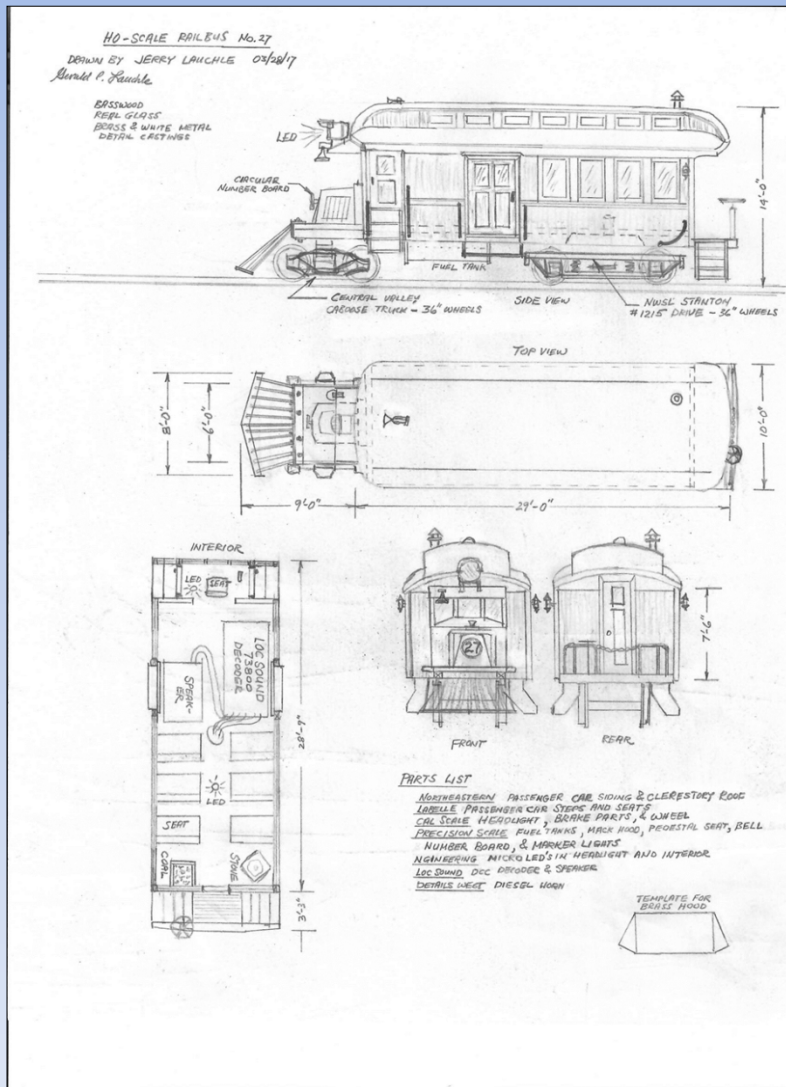 HO-SCALE RAILBUS No. 27
DRAWN BY JERRY LAUCHLE 03/28/17
Gerald P. Lauchle
BASSWOOD
REAL GLASS
BRASS & WHITE METAL
DETAIL CASTINGS
LED
CIRCULAR
NUMBER BOARD
14'-0"
FUEL TANK
CENTRAL VALLEY
CABOOSE TRUCK - 36" WHEELS
SIDE VIEW
NWSL STANTON
#1215 DRIVE - 36" WHEELS
TOP VIEW
8'-0"
6'-0"
10'-0"
9'-0"
29'-0"
INTERIOR
LED
SEAT
LOC SOUND
73800
DECODER
SPEAK-
ER
28'-9"
LED
SEAT
COAL
STOVE
3'-3"
27
7'-6"
FRONT
REAR
PARTS LIST
NORTHEASTERN PASSENGER CAR SIDING & CLERESTORY ROOF
LABELLE PASSENGER CAR STEPS AND SEATS
CAL SCALE HEADLIGHT, BRAKE PARTS, & WHEEL
PRECISION SCALE FUEL TANKS, MACK HOOD, PEDESTAL SEAT, BELL
NUMBER BOARD, & MARKER LIGHTS
NGINEERING MICRO LED'S IN HEADLIGHT AND INTERIOR
LOC SOUND DCC DECODER & SPEAKER
DETAILS WEST DIESEL HORN
TEMPLATE FOR
BRASS HOOD